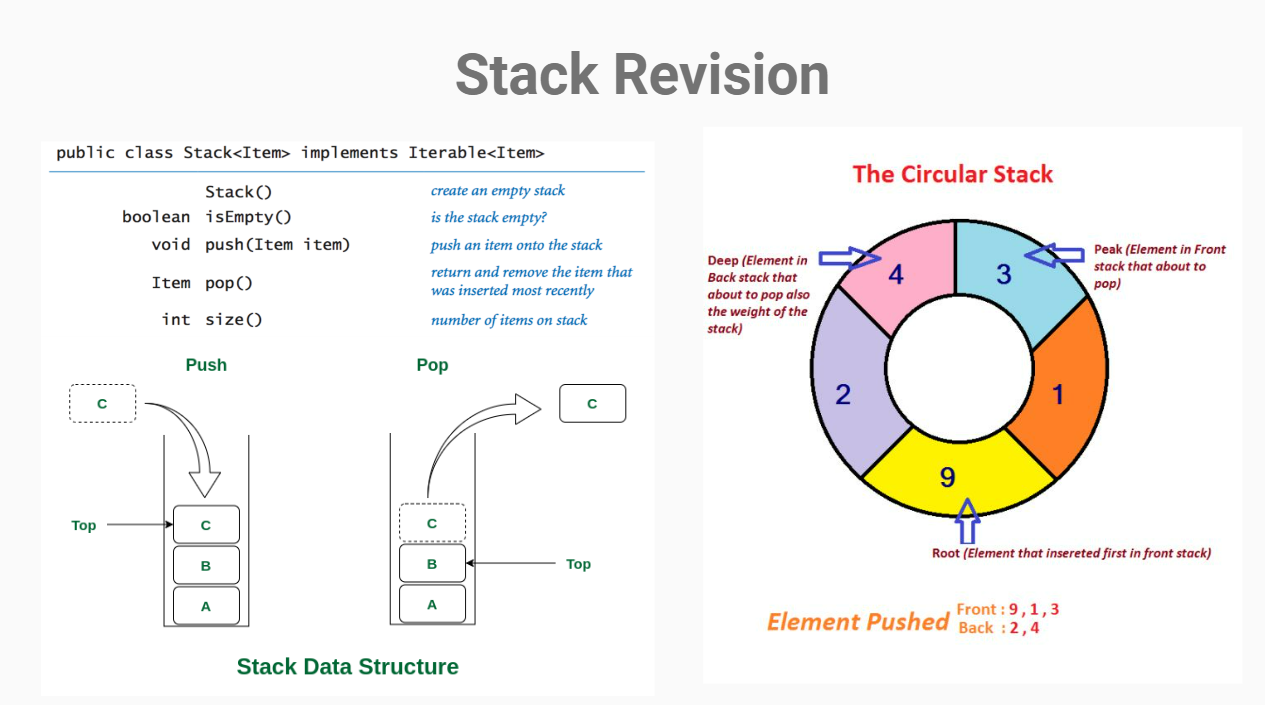 Stack Revision
public class Stack<Item> implements Iterable<Item>
Stack() create an empty stack
boolean isEmpty() is the stack empty?
void push(Item item) push an item onto the stack
Item pop() return and remove the item that
was inserted most recently
int size() number of items on stack
Push
C
Top
C
B
A
Pop
C
C
B
Top
A
Stack Data Structure
The Circular Stack
Deep (Element in
Back stack that
about to pop also
the weight of the
stack)
4
3
Peak (Element in Front
stack that about to
pop)
2
1
9
Root (Element that insereted first in front stack)
Element Pushed
Front : 9 , 1 , 3
Back : 2 , 4